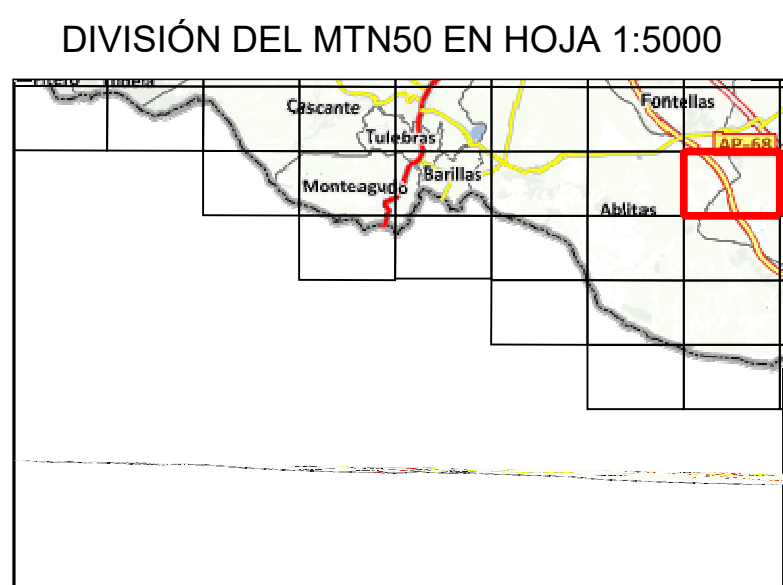 DIVISIÓN DEL MTN50 EN HOJA 1:5000
Fontellas
Cascante
Tulebras
AP-68
Barillas
Monteagudo
Ablitas